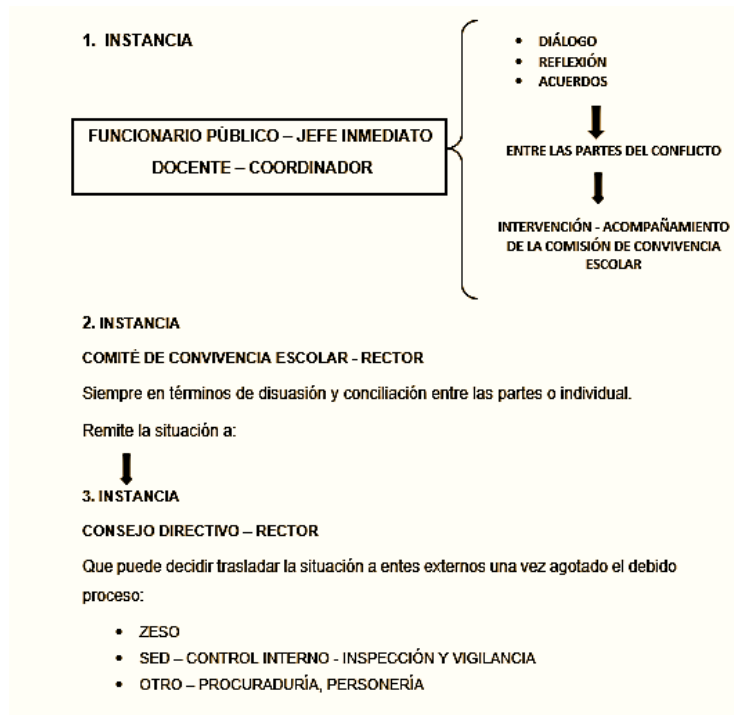 1. INSTANCIA
FUNCIONARIO PÚBLICO – JEFE INMEDIATO
DOCENTE – COORDINADOR
• DIÁLOGO
• REFLEXIÓN
• ACUERDOS
ENTRE LAS PARTES DEL CONFLICTO
INTERVENCIÓN - ACOMPAÑAMIENTO
DE LA COMISIÓN DE CONVIVENCIA
ESCOLAR
2. INSTANCIA
COMITÉ DE CONVIVENCIA ESCOLAR - RECTOR
Siempre en términos de disuasión y conciliación entre las partes o individual.
Remite la situación a:
3. INSTANCIA
CONSEJO DIRECTIVO – RECTOR
Que puede decidir trasladar la situación a entes externos una vez agotado el debido
proceso:
• ZESO
• SED – CONTROL INTERNO - INSPECCIÓN Y VIGILANCIA
• OTRO – PROCURADURÍA, PERSONERÍA